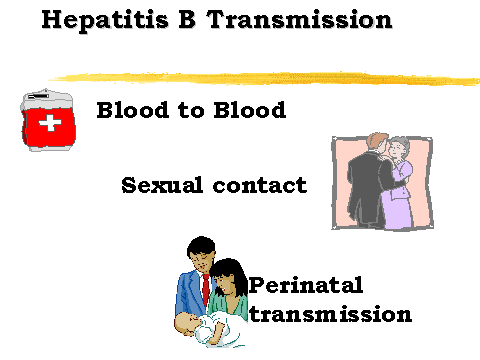 Hepatitis B Transmission
Blood to Blood
Sexual contact
Perinatal
transmission